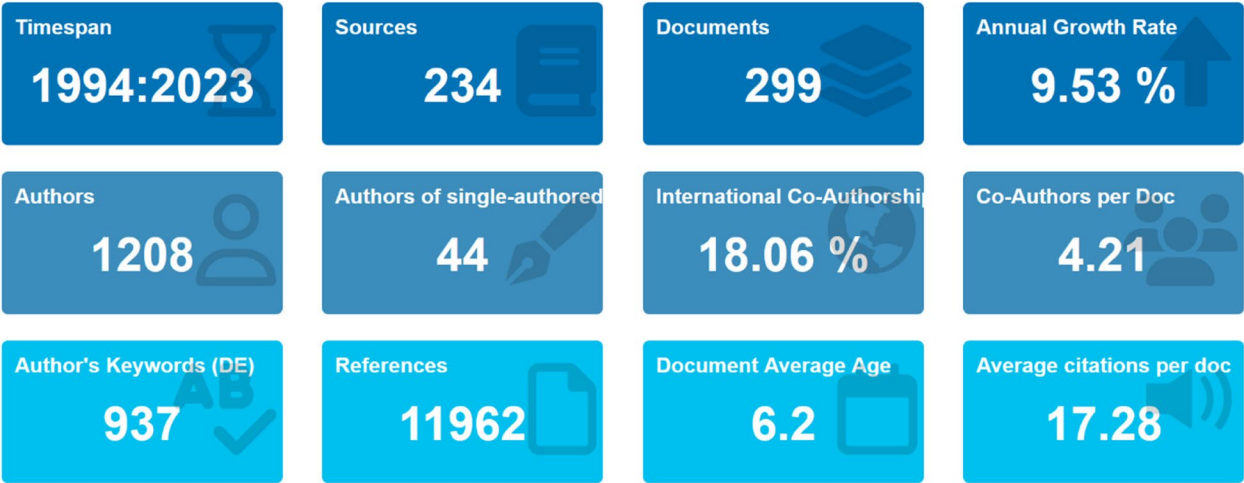 Timespan
1994:2023
Sources
234
Documents
299
Annual Growth Rate
9.53 %
Authors
1208
Authors of single-authored
44
International Co-Authorship
18.06 %
Co-Authors per Doc
4.21
Author's Keywords (DE)
937
References
11962
Document Average Age
6.2
Average citations per doc
17.28
AB